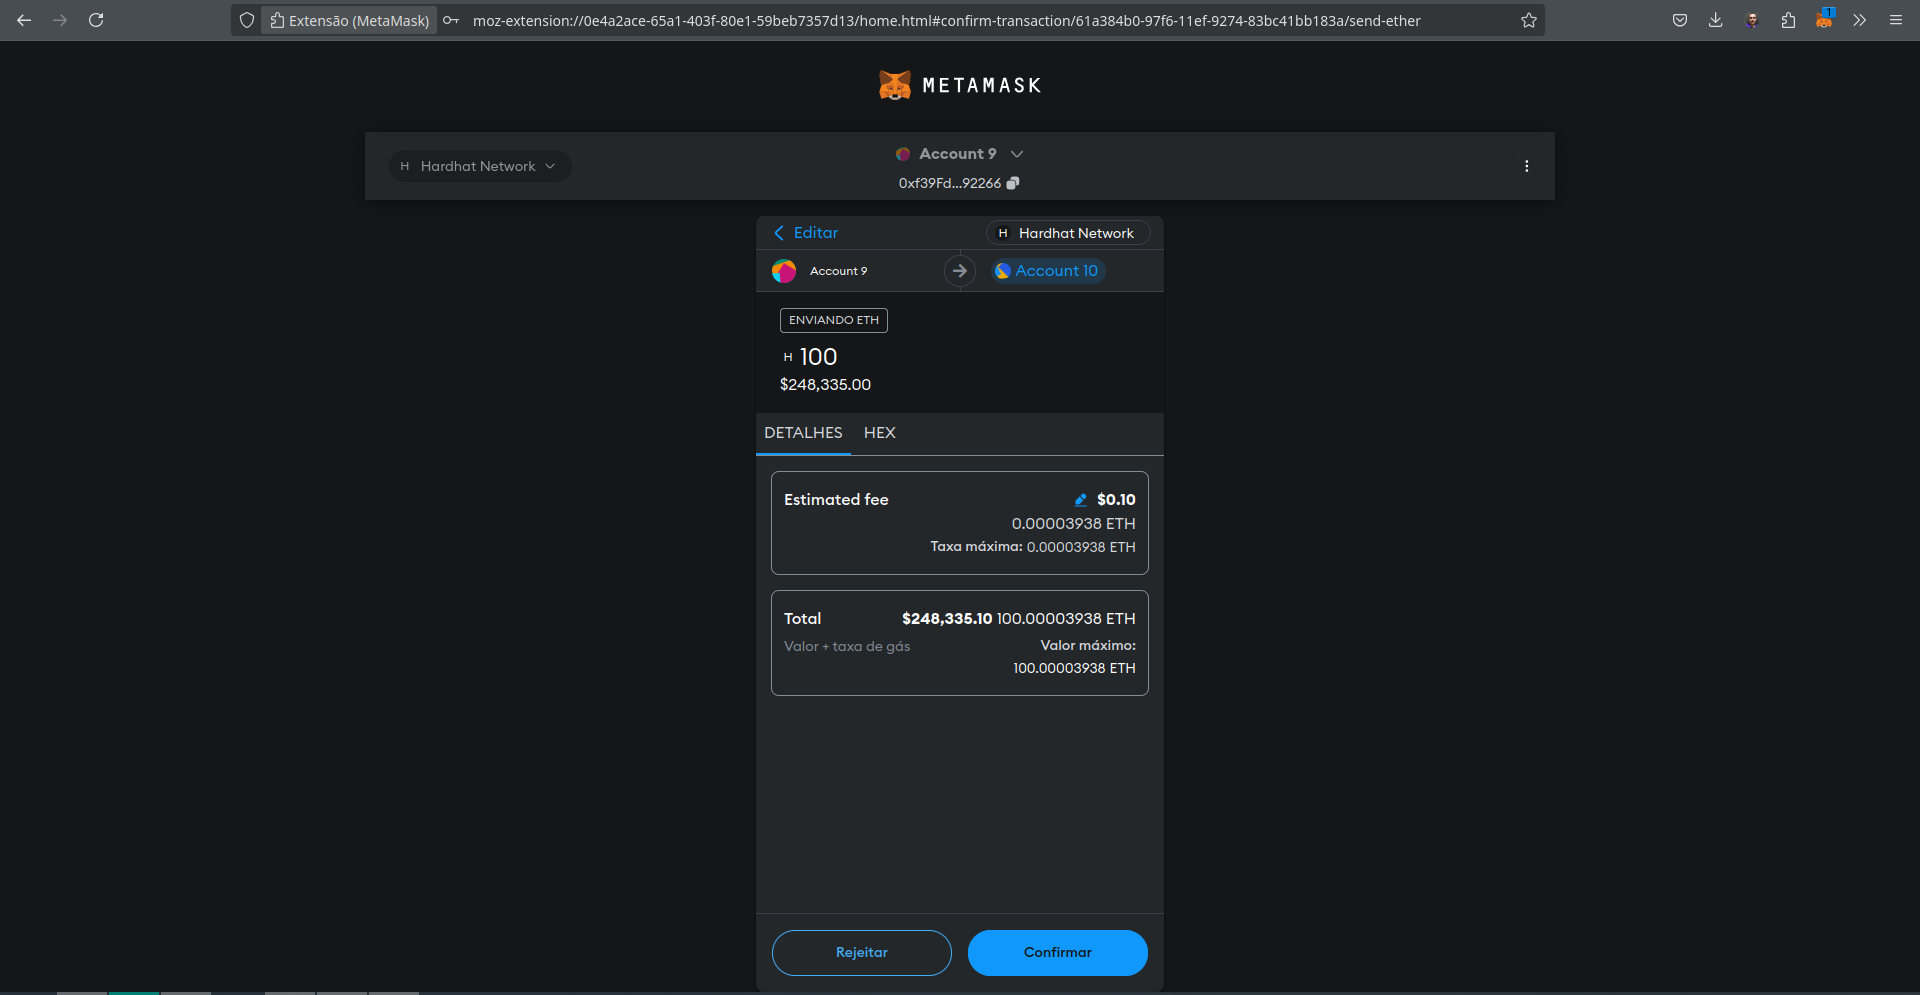 Extensão (MetaMask) moz-extension://0e4a2ace-65a1-403f-80e1-59beb7357d13/home.html#confirm-transaction/61a384b0-97f6-11ef-9274-83bc41bb183a/send-ether
1
METAMASK
H Hardhat Network
Account 9
0xf39Fd...92266
Editar
H Hardhat Network
Account 9
Account 10
ENVIANDO ETH
H 100
$248,335.00
DETALHES HEX
Estimated fee $0.10
0.00003938 ETH
Taxa máxima: 0.00003938 ETH
Total $248,335.10 100.00003938 ETH
Valor + taxa de gás Valor máximo:
100.00003938 ETH
Rejeitar Confirmar